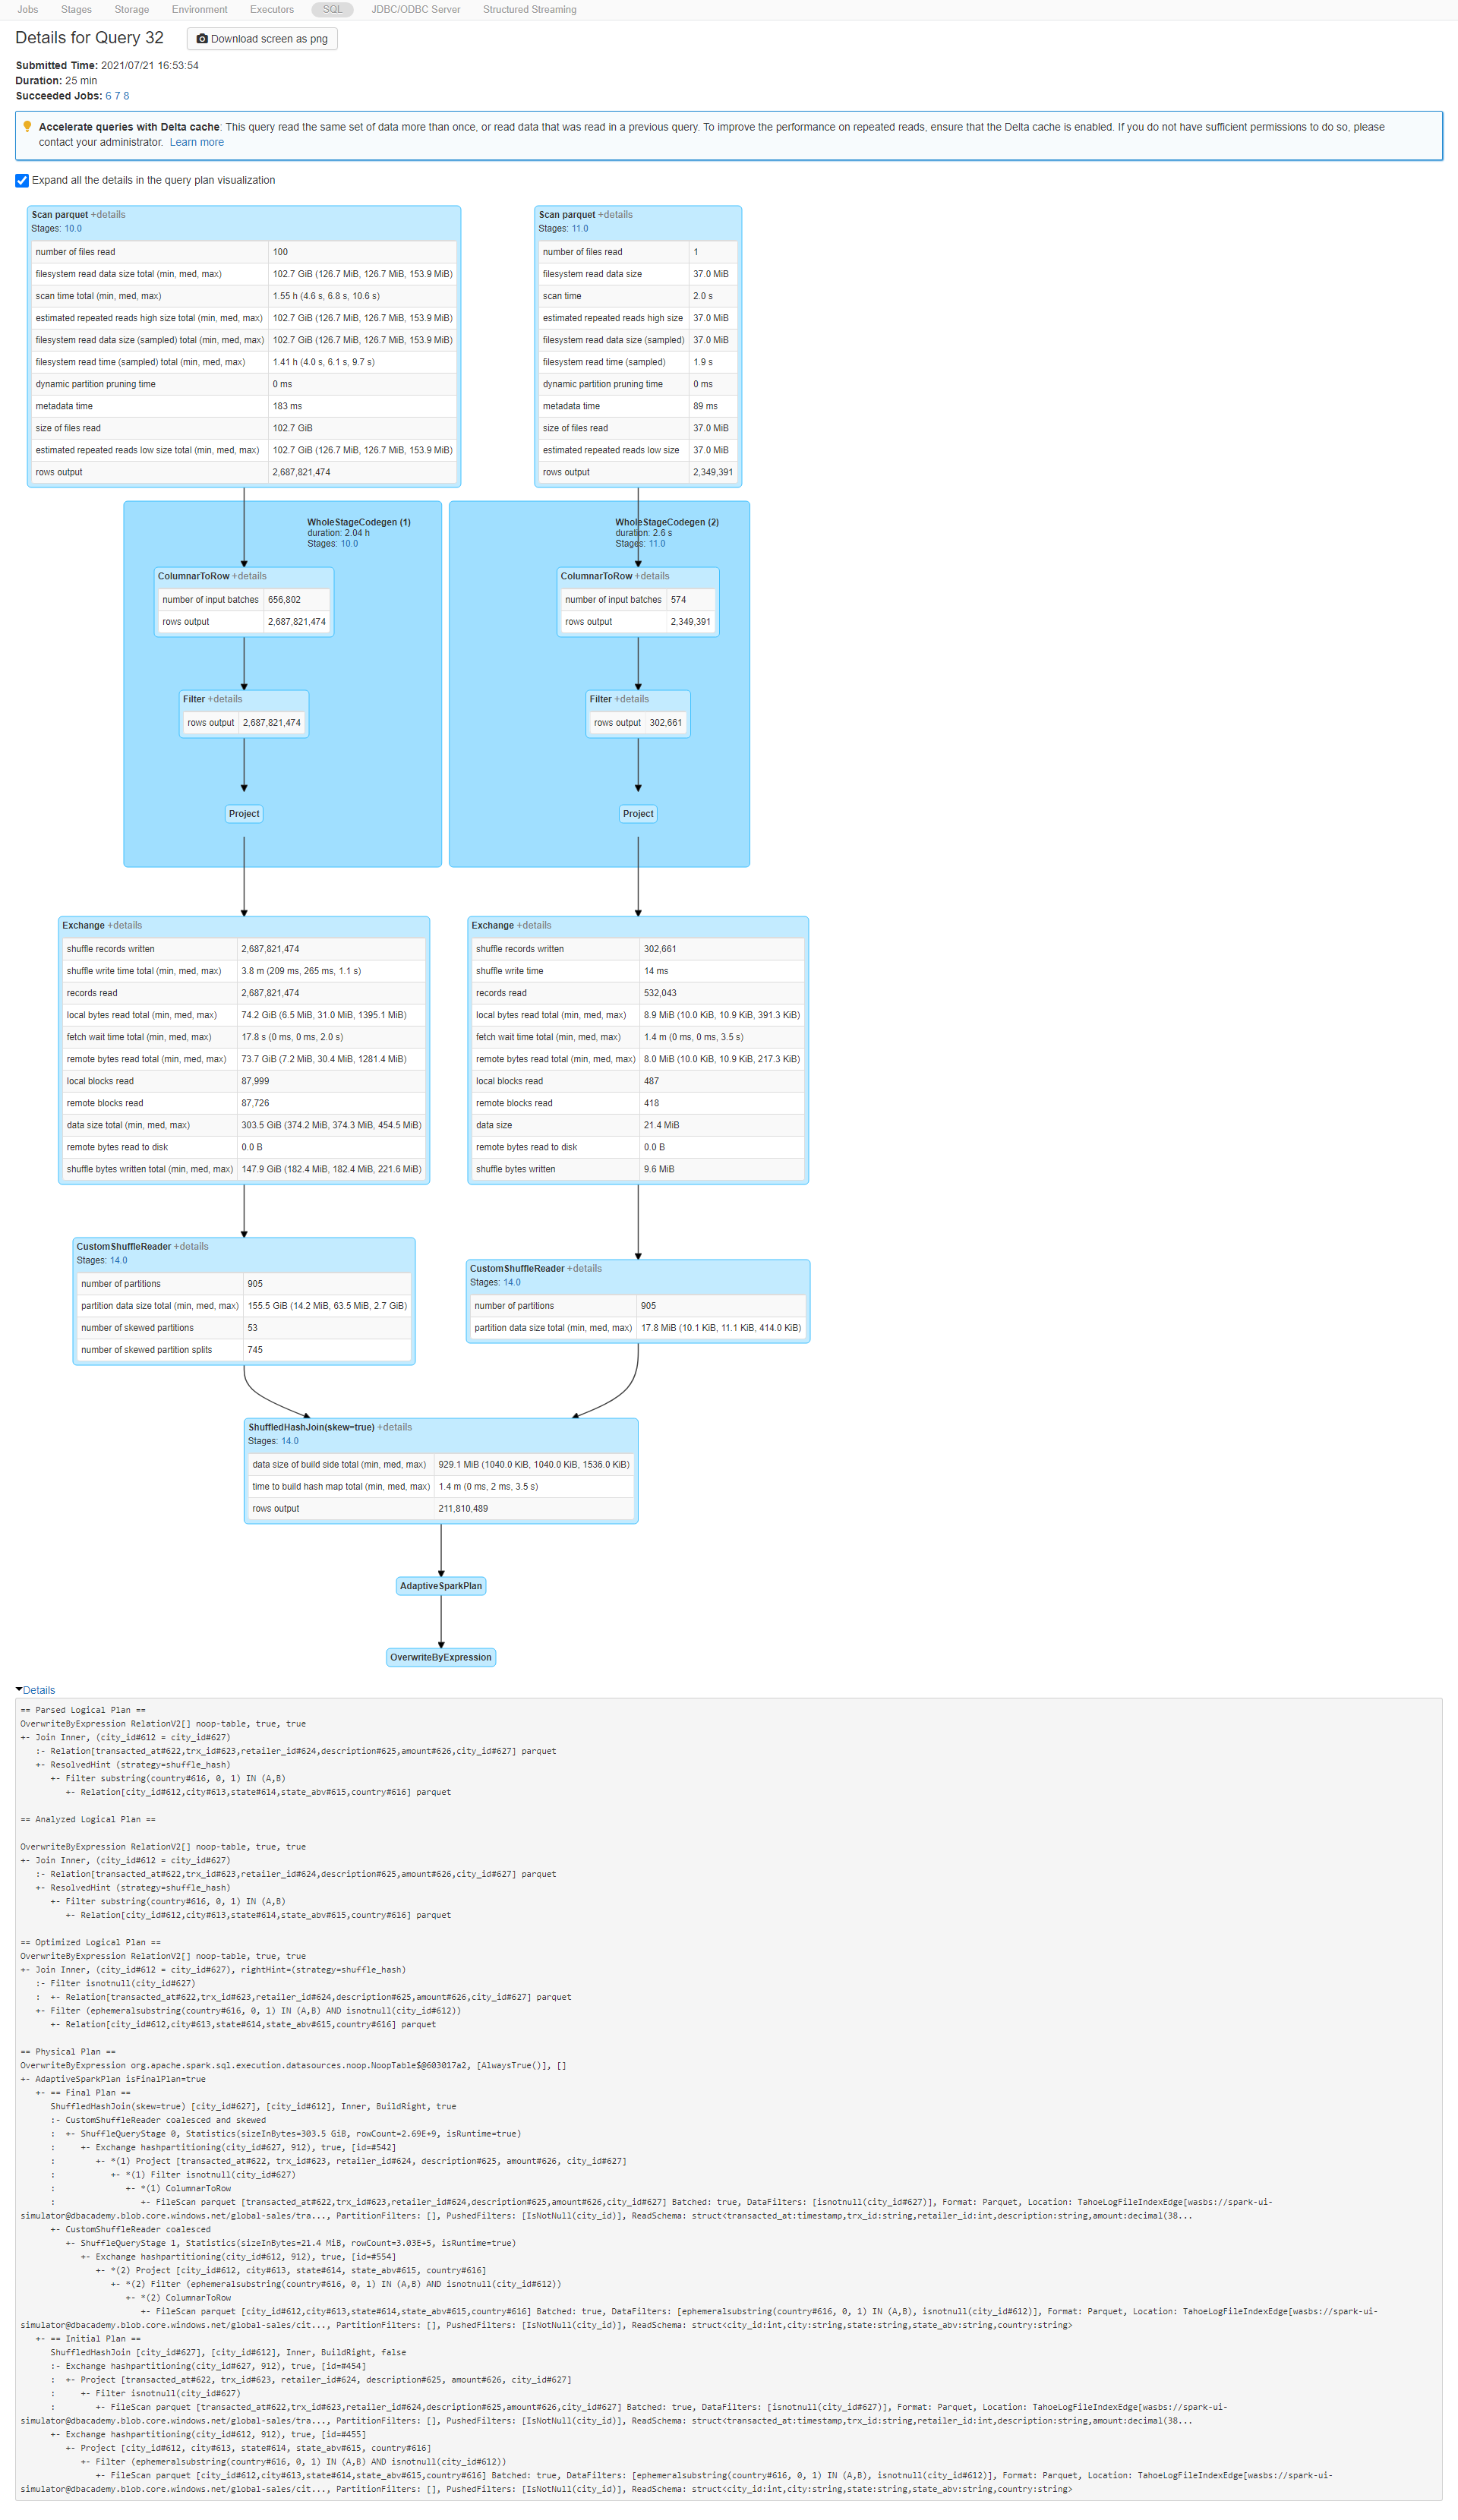 Jobs Stages Storage Environment Executors SQL JDBC/ODBC Server Structured Streaming
Details for Query 32 Download screen as png
Submitted Time: 2021/07/21 16:53:54
Duration: 25 min
Succeeded Jobs: 6 7 8
Accelerate queries with Delta cache: This query read the same set of data more than once, or read data that was read in a previous query. To improve the performance on repeated reads, ensure that the Delta cache is enabled. If you do not have sufficient permissions to do so, please
contact your administrator. Learn more
Expand all the details in the query plan visualization
Scan parquet +details
Stages: 10.0
number of files read 100
filesystem read data size total (min, med, max) 102.7 GiB (126.7 MiB, 126.7 MiB, 153.9 MiB)
scan time total (min, med, max) 1.55 h (4.6 s, 6.8 s, 10.6 s)
estimated repeated reads high size total (min, med, max) 102.7 GiB (126.7 MiB, 126.7 MiB, 153.9 MiB)
filesystem read data size (sampled) total (min, med, max) 102.7 GiB (126.7 MiB, 126.7 MiB, 153.9 MiB)
filesystem read time (sampled) total (min, med, max) 1.41 h (4.0 s, 6.1 s, 9.7 s)
dynamic partition pruning time 0 ms
metadata time 183 ms
size of files read 102.7 GiB
estimated repeated reads low size total (min, med, max) 102.7 GiB (126.7 MiB, 126.7 MiB, 153.9 MiB)
rows output 2,687,821,474
Scan parquet +details
Stages: 11.0
number of files read 1
filesystem read data size 37.0 MiB
scan time 2.0 s
estimated repeated reads high size 37.0 MiB
filesystem read data size (sampled) 37.0 MiB
filesystem read time (sampled) 1.9 s
dynamic partition pruning time 0 ms
metadata time 89 ms
size of files read 37.0 MiB
estimated repeated reads low size 37.0 MiB
rows output 2,349,391
WholeStageCodegen (1)
duration: 2.04 h
Stages: 10.0
ColumnarToRow +details
number of input batches 656,802
rows output 2,687,821,474
Filter +details
rows output 2,687,821,474
Project
WholeStageCodegen (2)
duration: 2.6 s
Stages: 11.0
ColumnarToRow +details
number of input batches 574
rows output 2,349,391
Filter +details
rows output 302,661
Project
Exchange +details
shuffle records written 2,687,821,474
shuffle write time total (min, med, max) 3.8 m (209 ms, 265 ms, 1.1 s)
records read 2,687,821,474
local bytes read total (min, med, max) 74.2 GiB (6.5 MiB, 31.0 MiB, 1395.1 MiB)
fetch wait time total (min, med, max) 17.8 s (0 ms, 0 ms, 2.0 s)
remote bytes read total (min, med, max) 73.7 GiB (7.2 MiB, 30.4 MiB, 1281.4 MiB)
local blocks read 87,999
remote blocks read 87,726
data size total (min, med, max) 303.5 GiB (374.2 MiB, 374.3 MiB, 454.5 MiB)
remote bytes read to disk 0.0 B
shuffle bytes written total (min, med, max) 147.9 GiB (182.4 MiB, 182.4 MiB, 221.6 MiB)
Exchange +details
shuffle records written 302,661
shuffle write time 14 ms
records read 532,043
local bytes read total (min, med, max) 8.9 MiB (10.0 KiB, 10.9 KiB, 391.3 KiB)
fetch wait time total (min, med, max) 1.4 m (0 ms, 0 ms, 3.5 s)
remote bytes read total (min, med, max) 8.0 MiB (10.0 KiB, 10.9 KiB, 217.3 KiB)
local blocks read 487
remote blocks read 418
data size 21.4 MiB
remote bytes read to disk 0.0 B
shuffle bytes written 9.6 MiB
CustomShuffleReader +details
Stages: 14.0
number of partitions 905
partition data size total (min, med, max) 155.5 GiB (14.2 MiB, 63.5 MiB, 2.7 GiB)
number of skewed partitions 53
number of skewed partition splits 745
CustomShuffleReader +details
Stages: 14.0
number of partitions 905
partition data size total (min, med, max) 17.8 MiB (10.1 KiB, 11.1 KiB, 414.0 KiB)
ShuffledHashJoin(skew=true) +details
Stages: 14.0
data size of build side total (min, med, max) 929.1 MiB (1040.0 KiB, 1040.0 KiB, 1536.0 KiB)
time to build hash map total (min, med, max) 1.4 m (0 ms, 2 ms, 3.5 s)
rows output 211,810,489
AdaptiveSparkPlan
OverwriteByExpression
Details
== Parsed Logical Plan ==
OverwriteByExpression RelationV2[] noop-table, true, true
+- Join Inner, (city_id#612 = city_id#627)
:- Relation[transacted_at#622,trx_id#623,retailer_id#624,description#625,amount#626,city_id#627] parquet
+- ResolvedHint (strategy=shuffle_hash)
+- Filter substring(country#616, 0, 1) IN (A,B)
+- Relation[city_id#612,city#613,state#614,state_abv#615,country#616] parquet
== Analyzed Logical Plan ==
OverwriteByExpression RelationV2[] noop-table, true, true
+- Join Inner, (city_id#612 = city_id#627)
:- Relation[transacted_at#622,trx_id#623,retailer_id#624,description#625,amount#626,city_id#627] parquet
+- ResolvedHint (strategy=shuffle_hash)
+- Filter substring(country#616, 0, 1) IN (A,B)
+- Relation[city_id#612,city#613,state#614,state_abv#615,country#616] parquet
== Optimized Logical Plan ==
OverwriteByExpression RelationV2[] noop-table, true, true
+- Join Inner, (city_id#612 = city_id#627), rightHint=(strategy=shuffle_hash)
:- Filter isnotnull(city_id#627)
: +- Relation[transacted_at#622,trx_id#623,retailer_id#624,description#625,amount#626,city_id#627] parquet
+- Filter (ephemeralsubstring(country#616, 0, 1) IN (A,B) AND isnotnull(city_id#612))
+- Relation[city_id#612,city#613,state#614,state_abv#615,country#616] parquet
== Physical Plan ==
OverwriteByExpression org.apache.spark.sql.execution.datasources.noop.NoopTable$@603017a2, [AlwaysTrue()], []
+- AdaptiveSparkPlan isFinalPlan=true
+- == Final Plan ==
ShuffledHashJoin(skew=true) [city_id#627], [city_id#612], Inner, BuildRight, true
:- CustomShuffleReader coalesced and skewed
: +- ShuffleQueryStage 0, Statistics(sizeInBytes=303.5 GiB, rowCount=2.69E+9, isRuntime=true)
: +- Exchange hashpartitioning(city_id#627, 912), true, [id=#542]
: +- *(1) Project [transacted_at#622, trx_id#623, retailer_id#624, description#625, amount#626, city_id#627]
: +- *(1) Filter isnotnull(city_id#627)
: +- *(1) ColumnarToRow
: +- FileScan parquet [transacted_at#622,trx_id#623,retailer_id#624,description#625,amount#626,city_id#627] Batched: true, DataFilters: [isnotnull(city_id#627)], Format: Parquet, Location: TahoeLogFileIndexEdge[wasbs://spark-ui-
simulator@dbacademy.blob.core.windows.net/global-sales/tra..., PartitionFilters: [], PushedFilters: [IsNotNull(city_id)], ReadSchema: struct<transacted_at:timestamp,trx_id:string,retailer_id:int,description:string,amount:decimal(38...
+- CustomShuffleReader coalesced
+- ShuffleQueryStage 1, Statistics(sizeInBytes=21.4 MiB, rowCount=3.03E+5, isRuntime=true)
+- Exchange hashpartitioning(city_id#612, 912), true, [id=#554]
+- *(2) Project [city_id#612, city#613, state#614, state_abv#615, country#616]
+- *(2) Filter (ephemeralsubstring(country#616, 0, 1) IN (A,B) AND isnotnull(city_id#612))
+- *(2) ColumnarToRow
+- FileScan parquet [city_id#612,city#613,state#614,state_abv#615,country#616] Batched: true, DataFilters: [ephemeralsubstring(country#616, 0, 1) IN (A,B), isnotnull(city_id#612)], Format: Parquet, Location: TahoeLogFileIndexEdge[wasbs://spark-ui-
simulator@dbacademy.blob.core.windows.net/global-sales/cit..., PartitionFilters: [], PushedFilters: [IsNotNull(city_id)], ReadSchema: struct<city_id:int,city:string,state:string,state_abv:string,country:string>
+- == Initial Plan ==
ShuffledHashJoin [city_id#627], [city_id#612], Inner, BuildRight, false
:- Exchange hashpartitioning(city_id#627, 912), true, [id=#454]
: +- Project [transacted_at#622, trx_id#623, retailer_id#624, description#625, amount#626, city_id#627]
: +- Filter isnotnull(city_id#627)
: +- FileScan parquet [transacted_at#622,trx_id#623,retailer_id#624,description#625,amount#626,city_id#627] Batched: true, DataFilters: [isnotnull(city_id#627)], Format: Parquet, Location: TahoeLogFileIndexEdge[wasbs://spark-ui-
simulator@dbacademy.blob.core.windows.net/global-sales/tra..., PartitionFilters: [], PushedFilters: [IsNotNull(city_id)], ReadSchema: struct<transacted_at:timestamp,trx_id:string,retailer_id:int,description:string,amount:decimal(38...
+- Exchange hashpartitioning(city_id#612, 912), true, [id=#455]
+- Project [city_id#612, city#613, state#614, state_abv#615, country#616]
+- Filter (ephemeralsubstring(country#616, 0, 1) IN (A,B) AND isnotnull(city_id#612))
+- FileScan parquet [city_id#612,city#613,state#614,state_abv#615,country#616] Batched: true, DataFilters: [ephemeralsubstring(country#616, 0, 1) IN (A,B), isnotnull(city_id#612)], Format: Parquet, Location: TahoeLogFileIndexEdge[wasbs://spark-ui-
simulator@dbacademy.blob.core.windows.net/global-sales/cit..., PartitionFilters: [], PushedFilters: [IsNotNull(city_id)], ReadSchema: struct<city_id:int,city:string,state:string,state_abv:string,country:string>